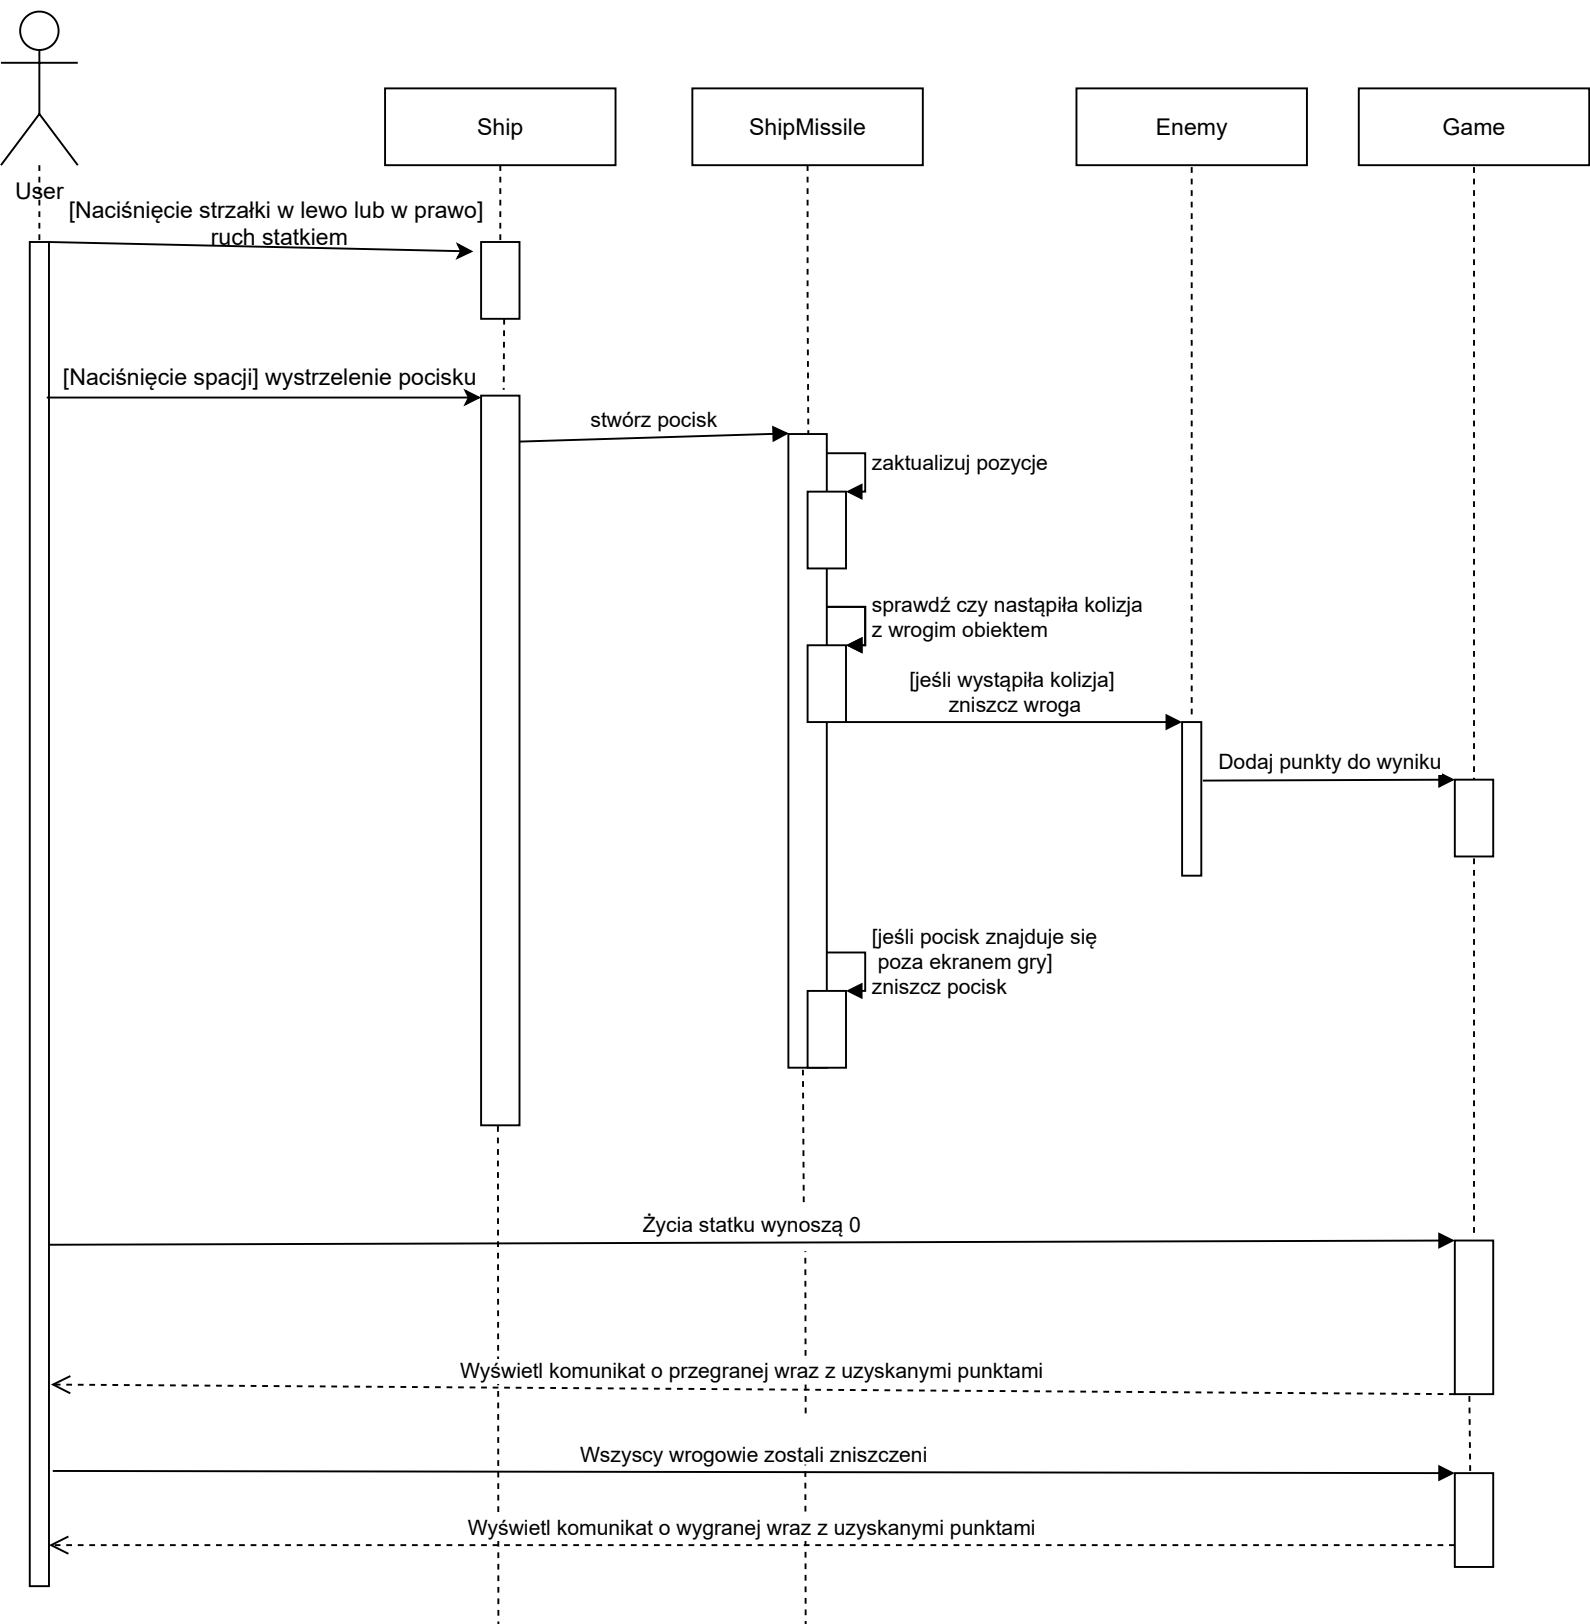 Ship
ShipMissile
Enemy
Game
User
[Naciśnięcie strzałki w lewo lub w prawo]
ruch statkiem
[Naciśnięcie spacji] wystrzelenie pocisku
stwórz pocisk
zaktualizuj pozycje
sprawdź czy nastąpiła kolizja
z wrogim obiektem
[jeśli wystąpiła kolizja]
zniszcz wroga
Dodaj punkty do wyniku
[jeśli pocisk znajduje się
poza ekranem gry]
zniszcz pocisk
Życia statku wynoszą 0
Wyświetl komunikat o przegranej wraz z uzyskanymi punktami
Wszyscy wrogowie zostali zniszczeni
Wyświetl komunikat o wygranej wraz z uzyskanymi punktami